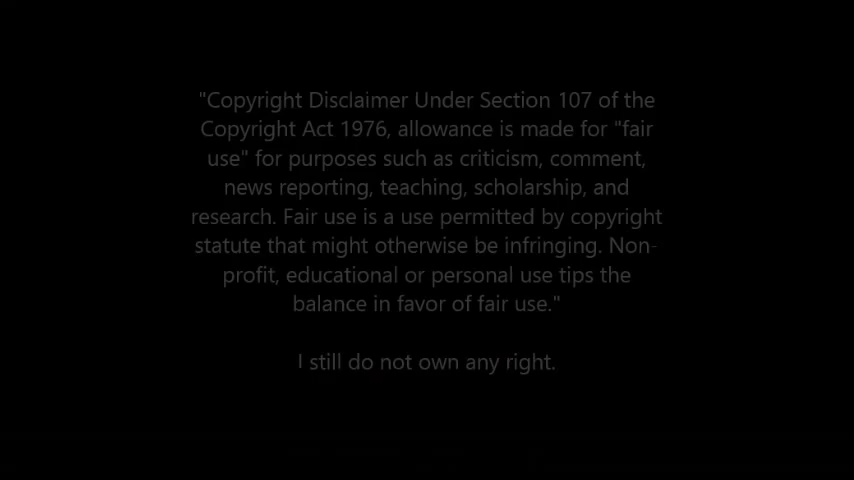 "Copyright Disclaimer Under Section 107 of the
Copyright Act 1976, allowance is made for "fair
use" for purposes such as criticism, comment,
news reporting, teaching, scholarship, and
research. Fair use is a use permitted by copyright
statute that might otherwise be infringing. Non-
profit, educational or personal use tips the
balance in favor of fair use."
I still do not own any right.